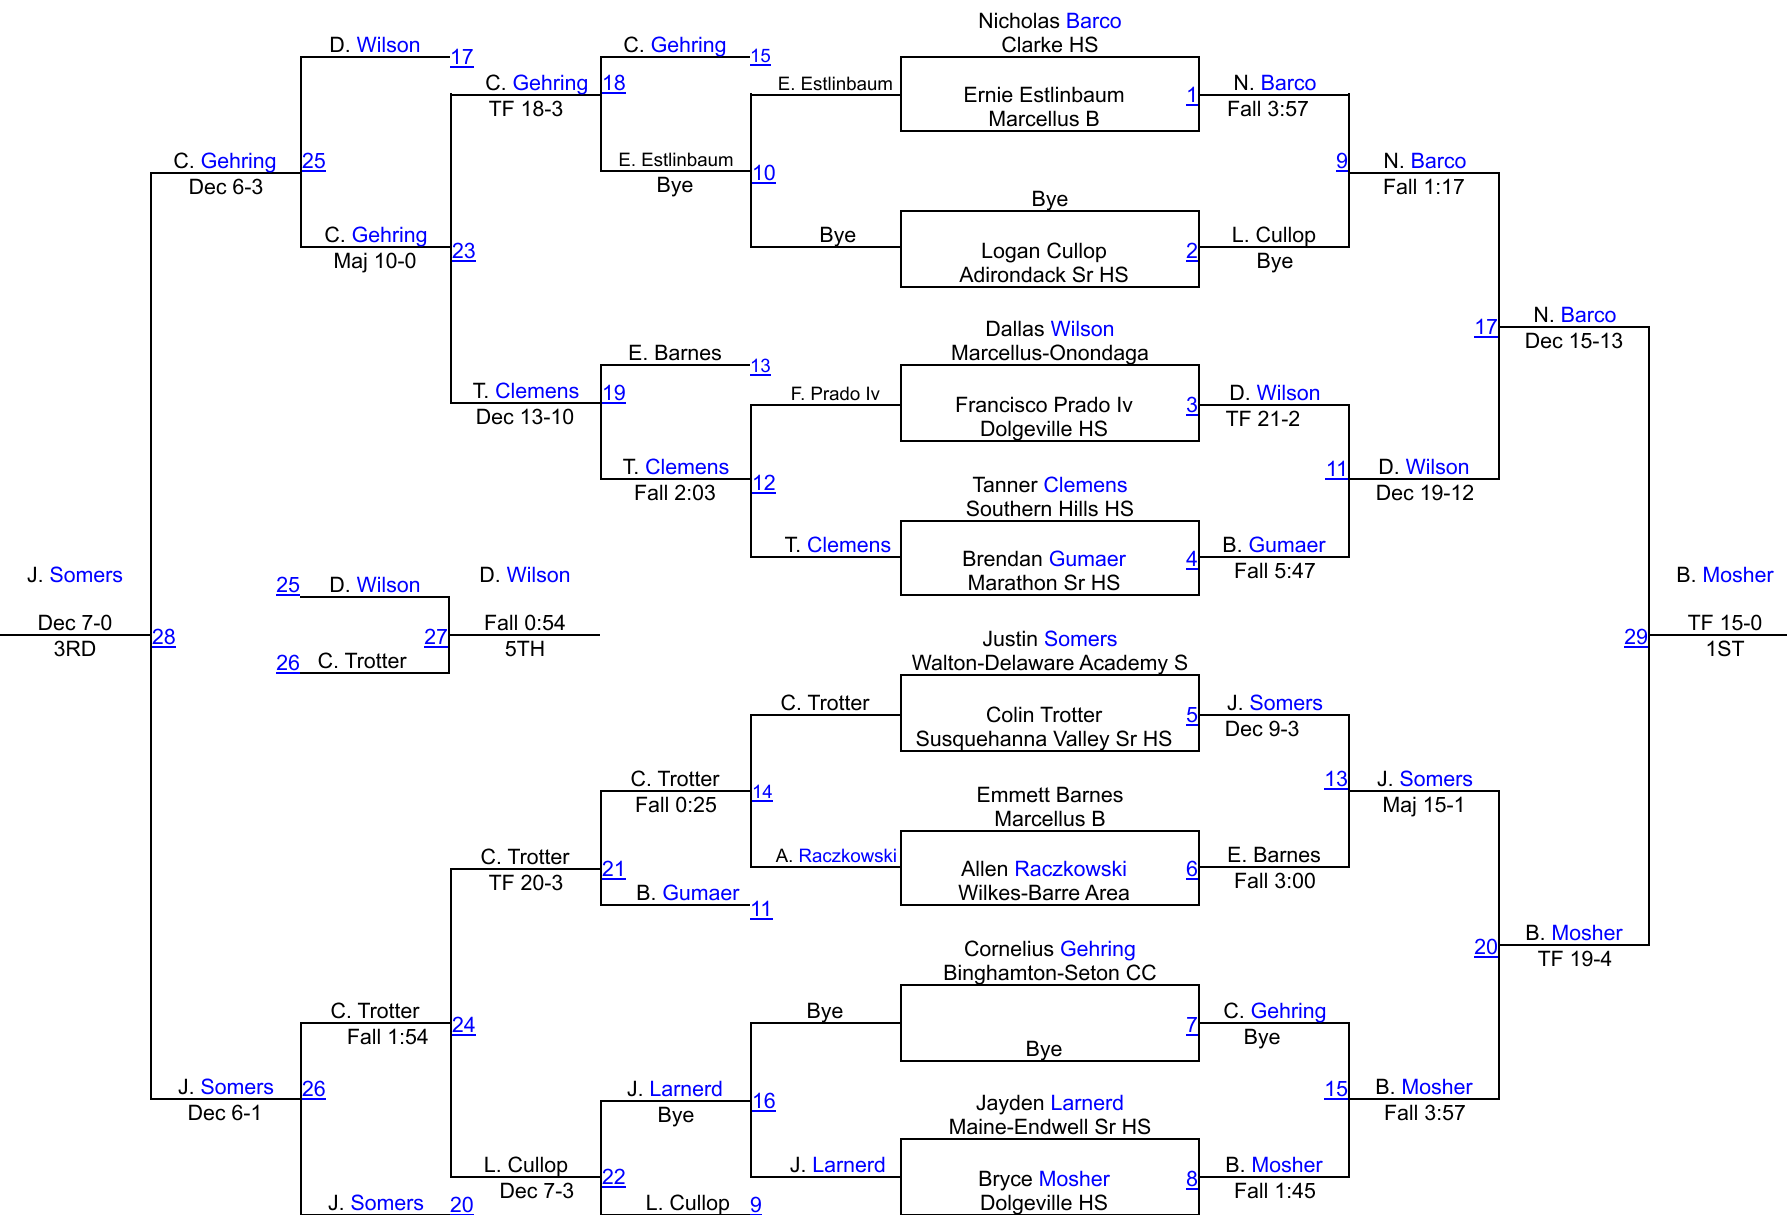 Nicholas Barco
Clarke HS
D. Wilson
17
C. Gehring
15
C. Gehring
18
TF 18-3
E. Estlinbaum
Ernie Estlinbaum
Marcellus B
1
N. Barco
Fall 3:57
C. Gehring
25
Dec 6-3
E. Estlinbaum
Bye
10
9
N. Barco
Fall 1:17
Bye
C. Gehring
Maj 10-0
23
Bye
Logan Cullop
Adirondack Sr HS
2
L. Cullop
Bye
Dallas Wilson
Marcellus-Onondaga
17
N. Barco
Dec 15-13
E. Barnes
13
T. Clemens
19
Dec 13-10
F. Prado Iv
Francisco Prado Iv
Dolgeville HS
3
D. Wilson
TF 21-2
T. Clemens
Fall 2:03
12
Tanner Clemens
Southern Hills HS
11
D. Wilson
Dec 19-12
T. Clemens
Brendan Gumaer
Marathon Sr HS
4
B. Gumaer
Fall 5:47
J. Somers
Dec 7-0
3RD
28
25
D. Wilson
26
C. Trotter
27
D. Wilson
Fall 0:54
5TH
29
B. Mosher
TF 15-0
1ST
Justin Somers
Walton-Delaware Academy S
C. Trotter
Colin Trotter
Susquehanna Valley Sr HS
5
J. Somers
Dec 9-3
C. Trotter
Fall 0:25
14
Emmett Barnes
Marcellus B
13
J. Somers
Maj 15-1
C. Trotter
TF 20-3
21
A. Raczkowski
Allen Raczkowski
Wilkes-Barre Area
6
E. Barnes
Fall 3:00
B. Gumaer
11
Cornelius Gehring
Binghamton-Seton CC
20
B. Mosher
TF 19-4
C. Trotter
Fall 1:54
24
Bye
7
Bye
C. Gehring
Bye
J. Somers
26
Dec 6-1
J. Larnerd
Bye
16
Jayden Larnerd
Maine-Endwell Sr HS
15
B. Mosher
Fall 3:57
L. Cullop
Dec 7-3
22
J. Larnerd
Bryce Mosher
Dolgeville HS
8
B. Mosher
Fall 1:45
J. Somers
20
L. Cullop
9